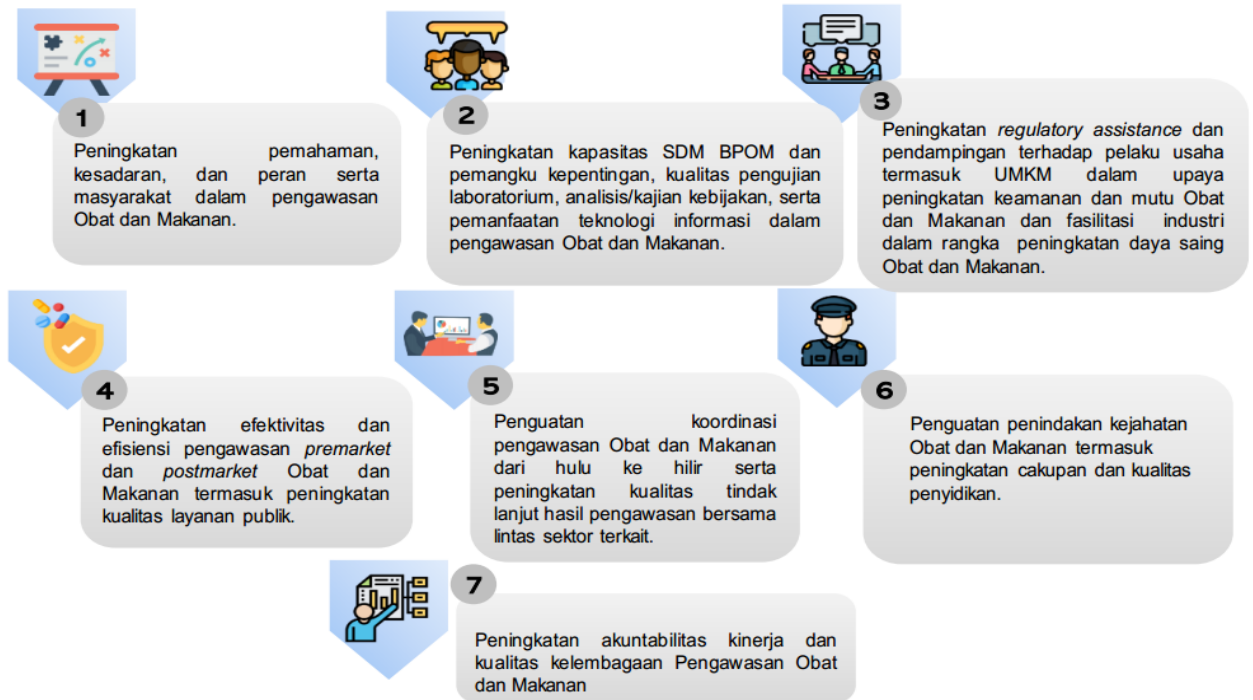 1
Peningkatan pemahaman,
kesadaran, dan peran serta
masyarakat dalam pengawasan
Obat dan Makanan.
2
Peningkatan kapasitas SDM BPOM dan
pemangku kepentingan, kualitas pengujian
laboratorium, analisis/kajian kebijakan, serta
pemanfaatan teknologi informasi dalam
pengawasan Obat dan Makanan.
3
Peningkatan regulatory assistance dan
pendampingan terhadap pelaku usaha
termasuk UMKM dalam upaya
peningkatan keamanan dan mutu Obat
dan Makanan dan fasilitasi industri
dalam rangka peningkatan daya saing
Obat dan Makanan.
4
Peningkatan efektivitas dan
efisiensi pengawasan premarket
dan postmarket Obat dan
Makanan termasuk peningkatan
kualitas layanan publik.
5
Penguatan koordinasi
pengawasan Obat dan Makanan
dari hulu ke hilir serta
peningkatan kualitas tindak
lanjut hasil pengawasan bersama
lintas sektor terkait.
6
Penguatan penindakan kejahatan
Obat dan Makanan termasuk
peningkatan cakupan dan kualitas
penyidikan.
7
Peningkatan akuntabilitas kinerja dan
kualitas kelembagaan Pengawasan Obat
dan Makanan